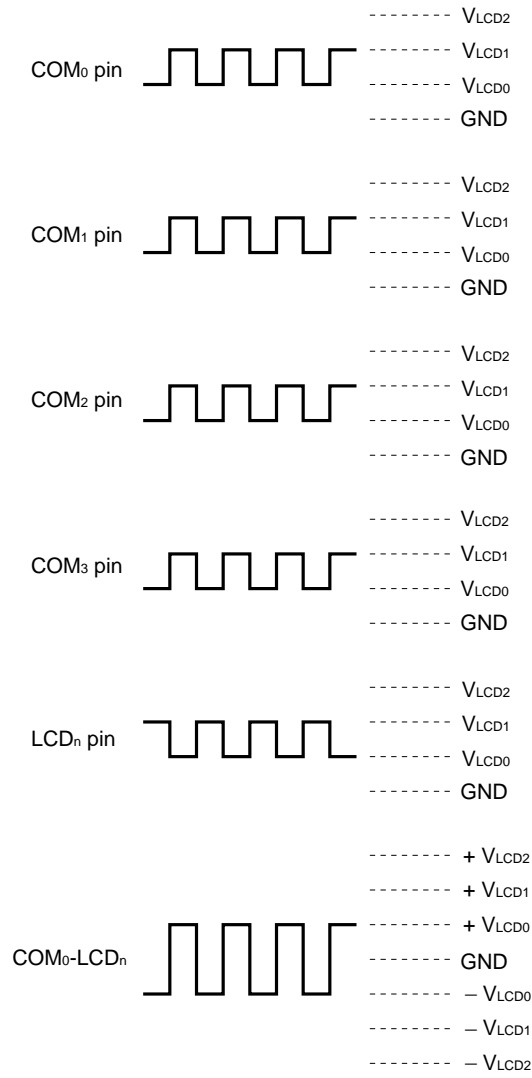 VLCD2
COM0 pin
VLCD1
VLCD0
GND
VLCD2
COM1 pin
VLCD1
VLCD0
GND
VLCD2
COM2 pin
VLCD1
VLCD0
GND
VLCD2
COM3 pin
VLCD1
VLCD0
GND
VLCD2
LCDn pin
VLCD1
VLCD0
GND
+ VLCD2
+ VLCD1
+ VLCD0
COM0-LCDn
GND
− VLCD0
− VLCD1
− VLCD2